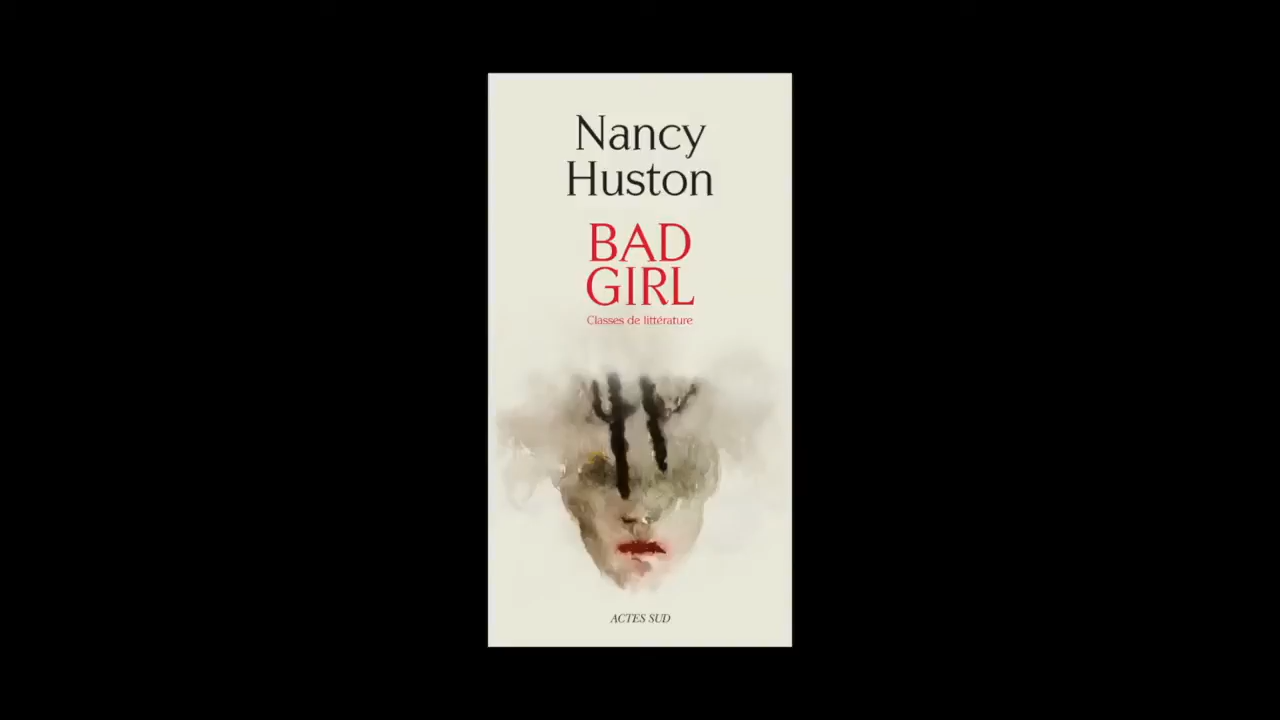 Nancy
Huston
BAD
GIRL
Classes de littérature
ACTES SUD